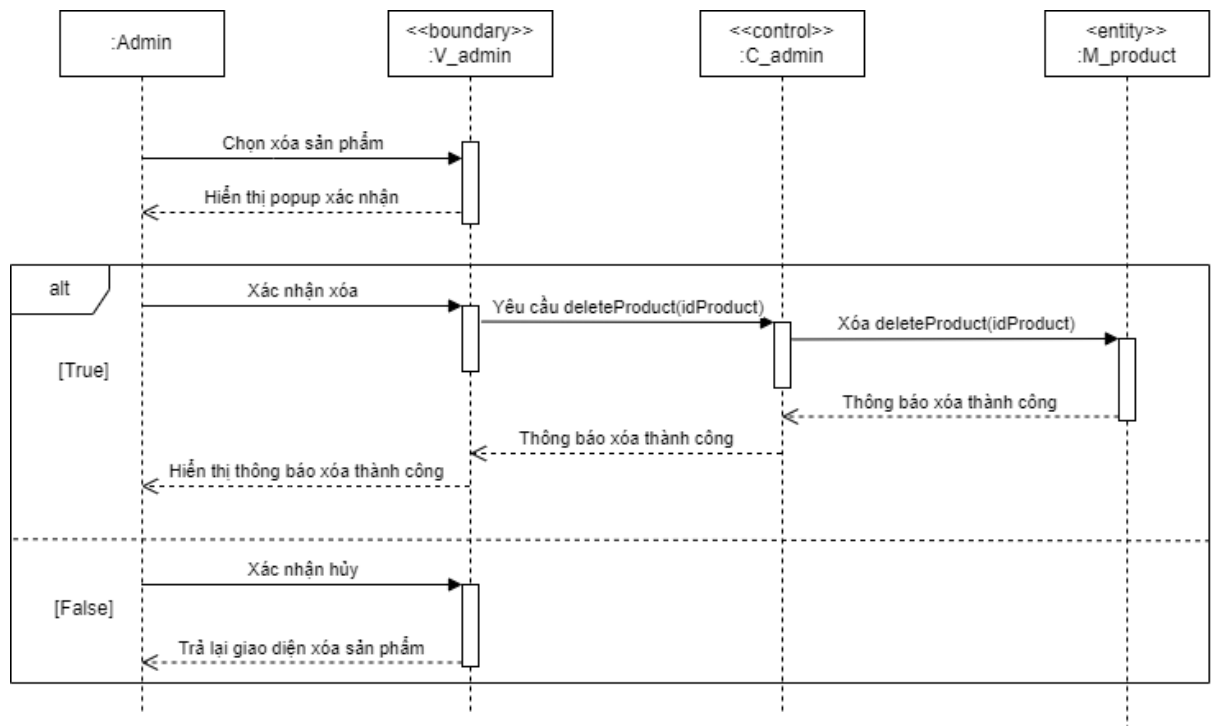 :Admin
<<boundary>>
:V_admin
<<control>>
:C_admin
<entity>>
:M_product
Chọn xóa sản phẩm
Hiển thị popup xác nhận
alt
Xác nhận xóa
Yêu cầu deleteProduct(idProduct)
Xóa deleteProduct(idProduct)
[True]
Thông báo xóa thành công
Thông báo xóa thành công
Hiển thị thông báo xóa thành công
Xác nhận hủy
[False]
Trả lại giao diện xóa sản phẩm